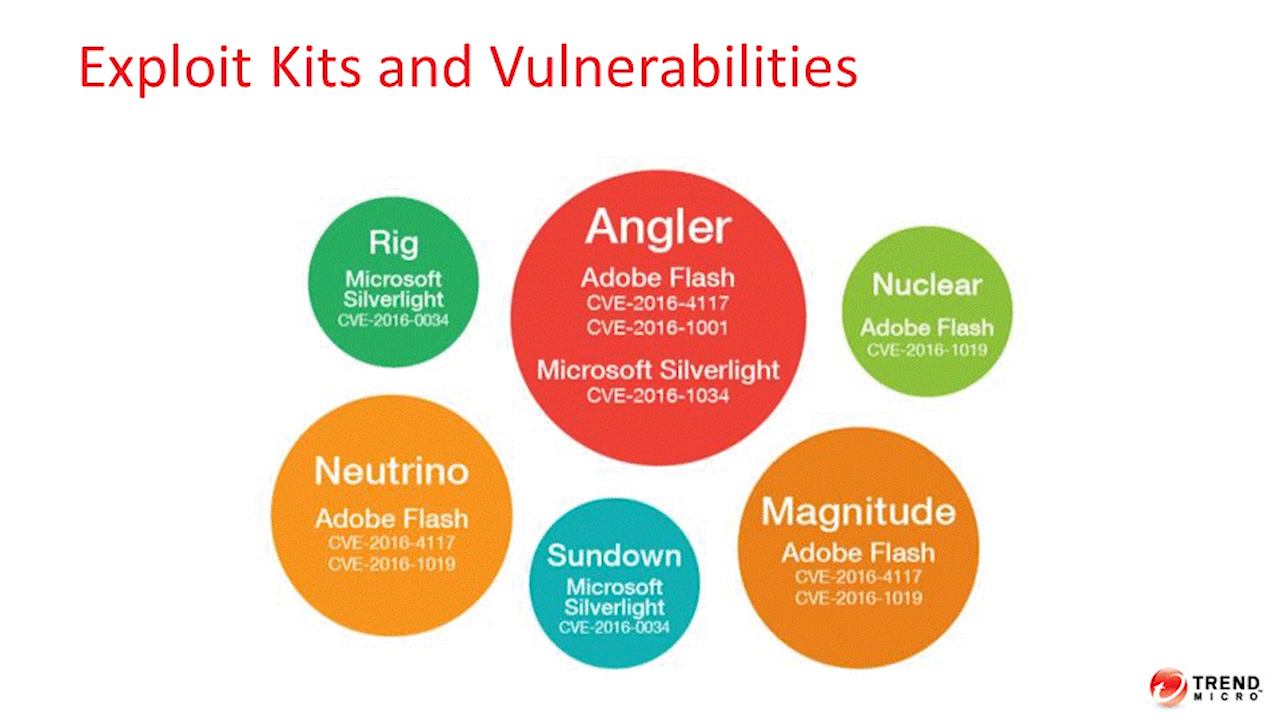 Exploit Kits and Vulnerabilities
Rig
Microsoft
Silverlight
CVE-2016-0034
Angler
Adobe Flash
CVE-2016-4117
CVE-2016-1001
Microsoft Silverlight
CVE-2016-1034
Nuclear
Adobe Flash
CVE-2016-1019
Neutrino
Adobe Flash
CVE-2016-4117
CVE-2016-1019
Sundown
Microsoft
Silverlight
CVE-2016-0034
Magnitude
Adobe Flash
CVE-2016-4117
CVE-2016-1019
TREND
MICRO